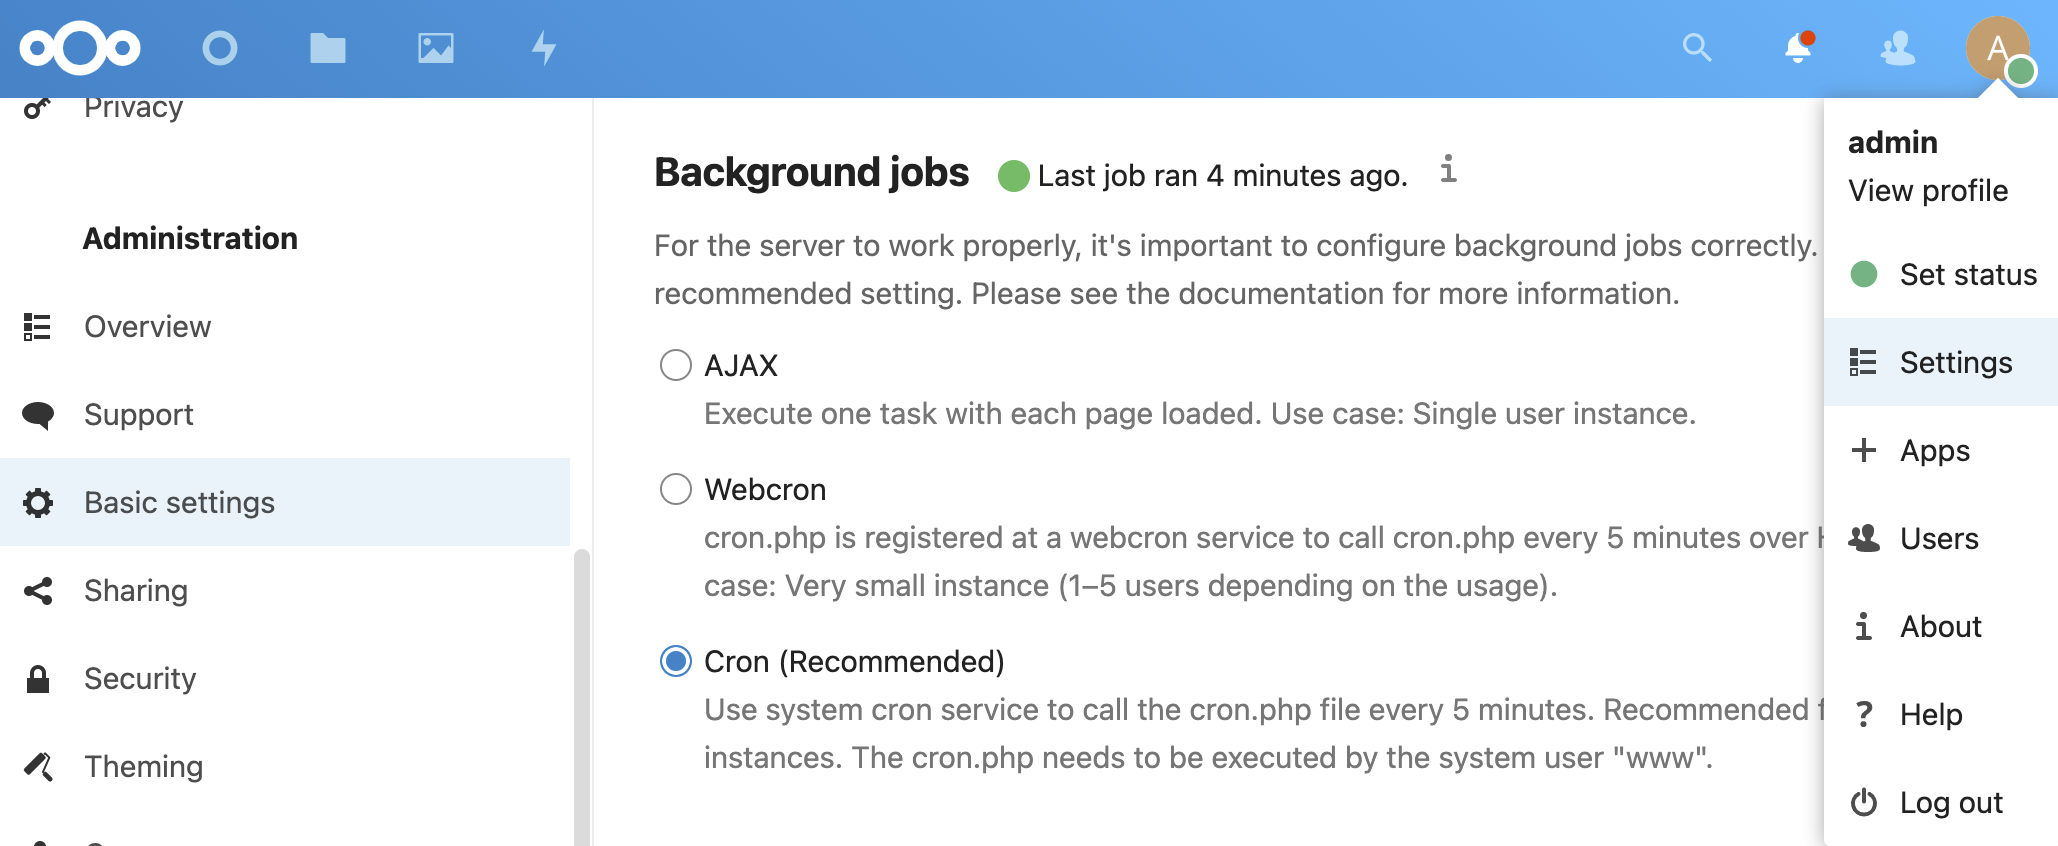 A
Privacy
Administration
Overview
Support
Basic settings
Sharing
Security
Theming
Background jobs
Last job ran 4 minutes ago.
For the server to work properly, it's important to configure background jobs correctly.
recommended setting. Please see the documentation for more information.
AJAX
Execute one task with each page loaded. Use case: Single user instance.
Webcron
cron.php is registered at a webcron service to call cron.php every 5 minutes over
case: Very small instance (1–5 users depending on the usage).
Cron (Recommended)
Use system cron service to call the cron.php file every 5 minutes. Recommended
instances. The cron.php needs to be executed by the system user "www".
admin
View profile
Set status
Settings
Apps
Users
About
Help
Log out